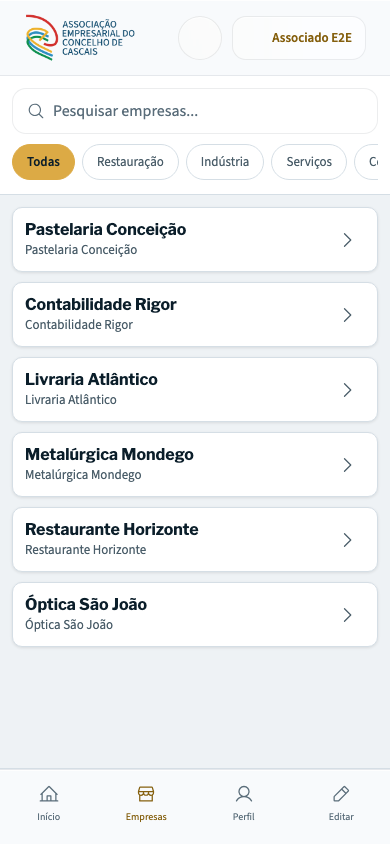 ASSOCIAÇÃO
EMPRESARIAL DO
CONCELHO DE
CASCAIS
Associado E2E
Pesquisar empresas...
Todas
Restauração
Indústria
Serviços
Pastelaria Conceição
Pastelaria Conceição
Contabilidade Rigor
Contabilidade Rigor
Livraria Atlântico
Livraria Atlântico
Metalúrgica Mondego
Metalúrgica Mondego
Restaurante Horizonte
Restaurante Horizonte
Óptica São João
Óptica São João
Início
Empresas
Perfil
Editar